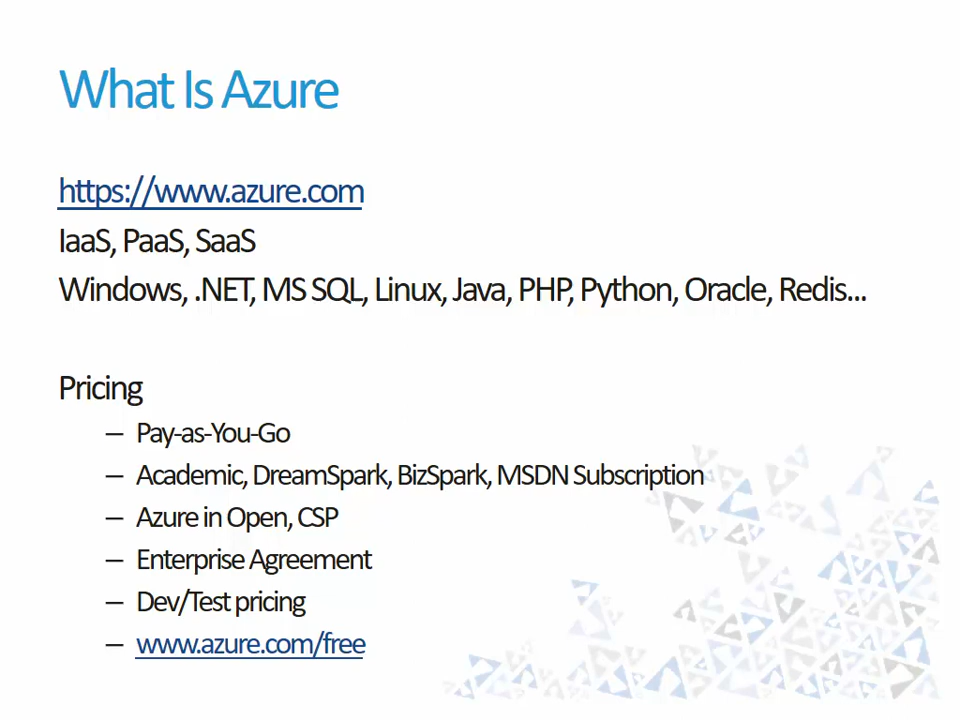 What Is Azure
https://www.azure.com
IaaS, PaaS, SaaS
Windows, .NET, MS SQL, Linux, Java, PHP, Python, Oracle, Redis...
Pricing
– Pay-as-You-Go
– Academic, DreamSpark, BizSpark, MSDN Subscription
– Azure in Open, CSP
– Enterprise Agreement
– Dev/Test pricing
– www.azure.com/free